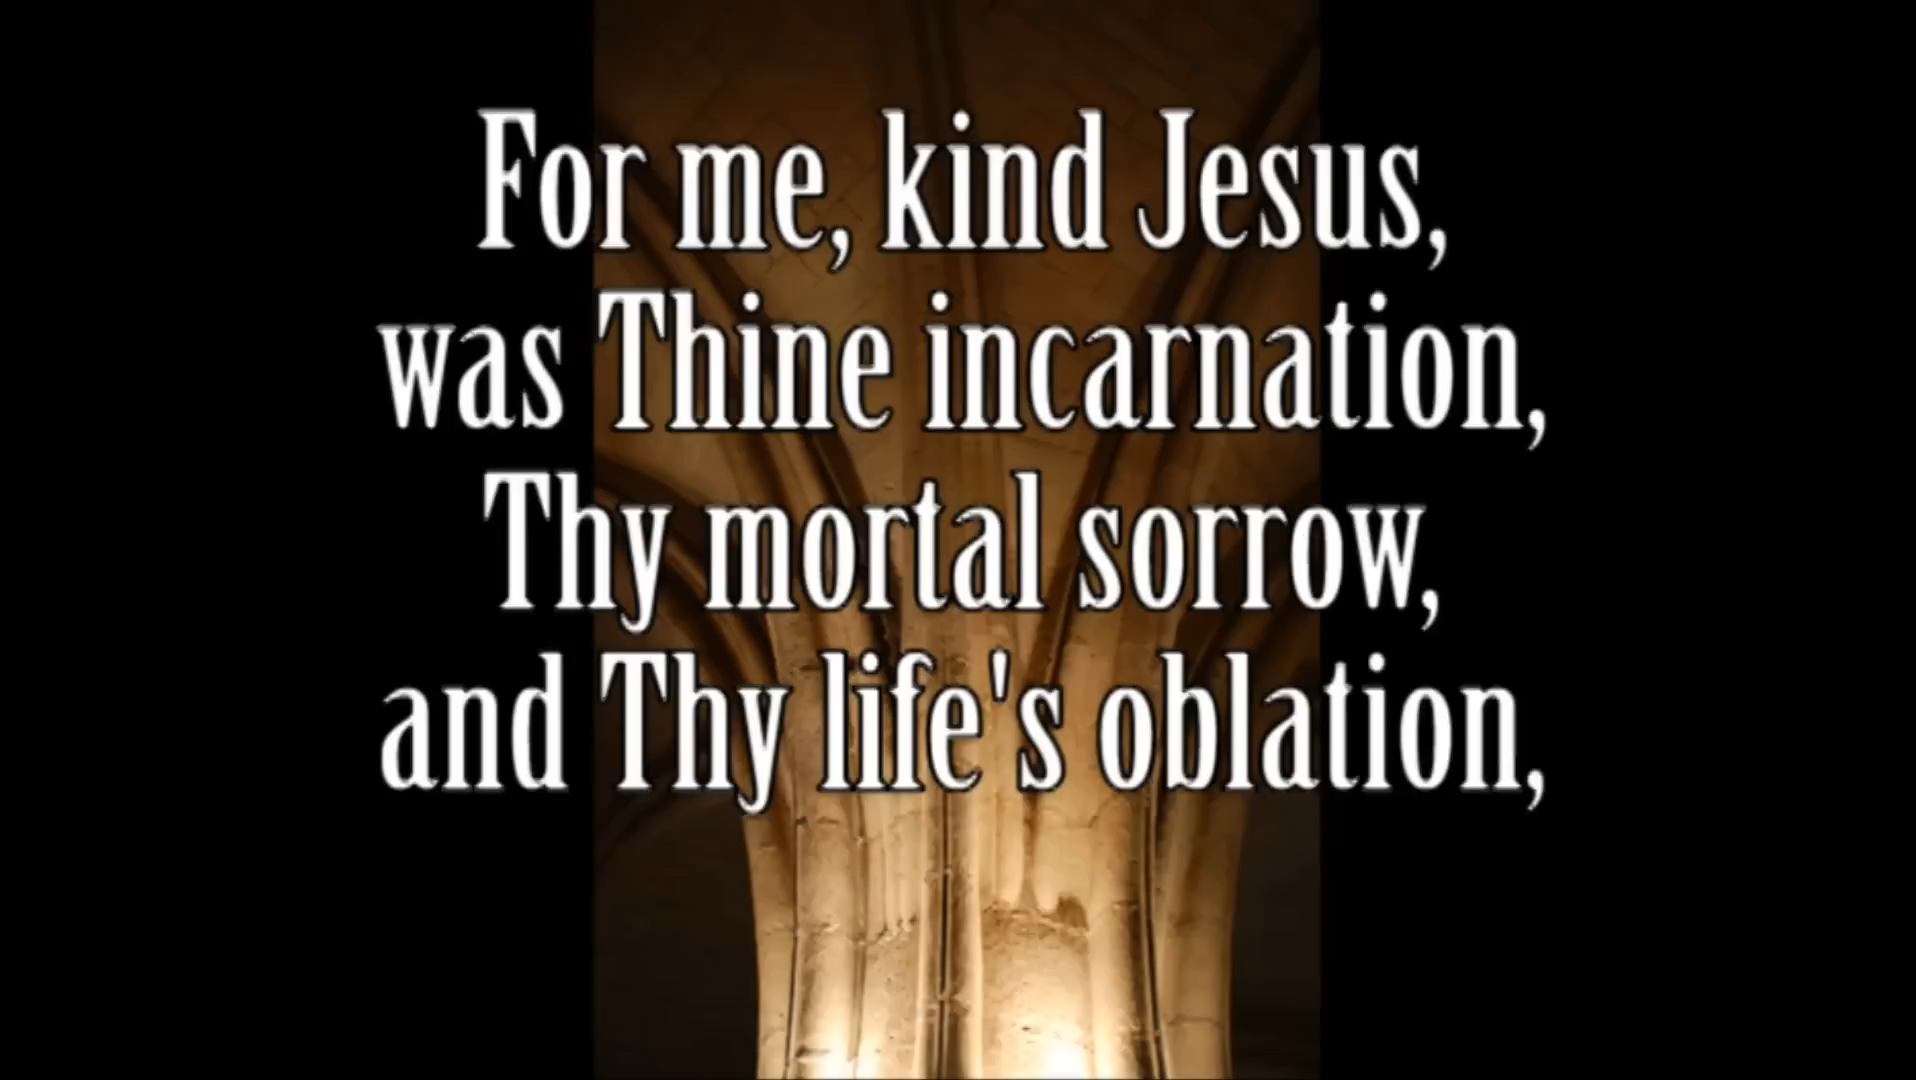 For me, kind Jesus,
was Thine incarnation,
Thy mortal sorrow,
and Thy life's oblation,